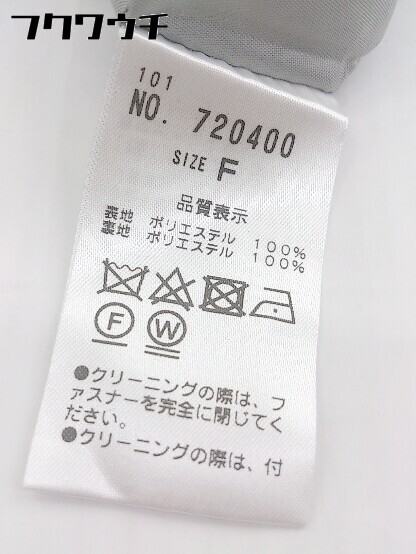 フクワウチ
101
NO. 720400
SIZE F
品質表示
表地 ポリエステル 100%
裏地 ポリエステル 100%
F W
●クリーニングの際は、フ
ァスナーを完全に閉じてく
ださい。
●クリーニングの際は、付